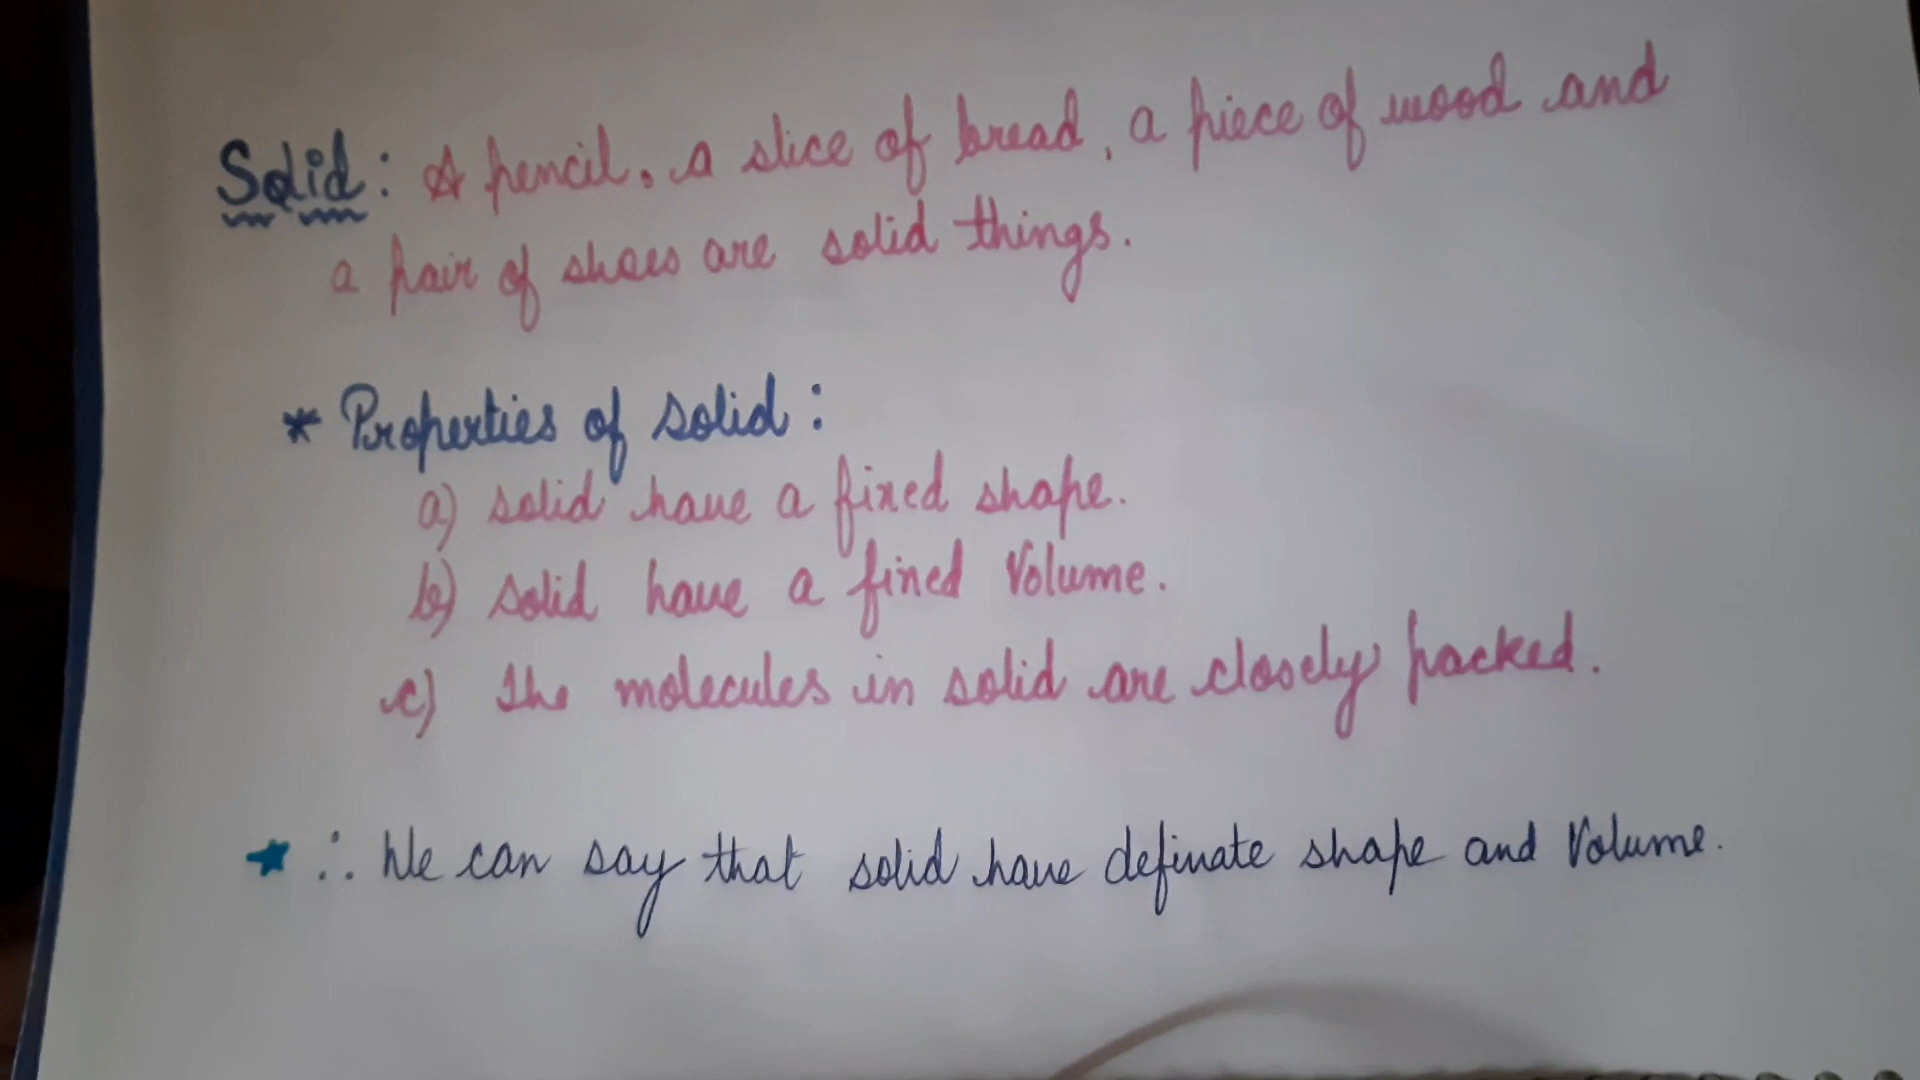 Solid: A pencil, a slice of bread, a piece of wood and
a pair of shoes are solid things.
* Properties of solid:
a) solid have a fixed shape.
b) solid have a fixed Volume.
c) The molecules in solid are closely packed.
★ ∴ We can say that solid have definate shape and Volume.